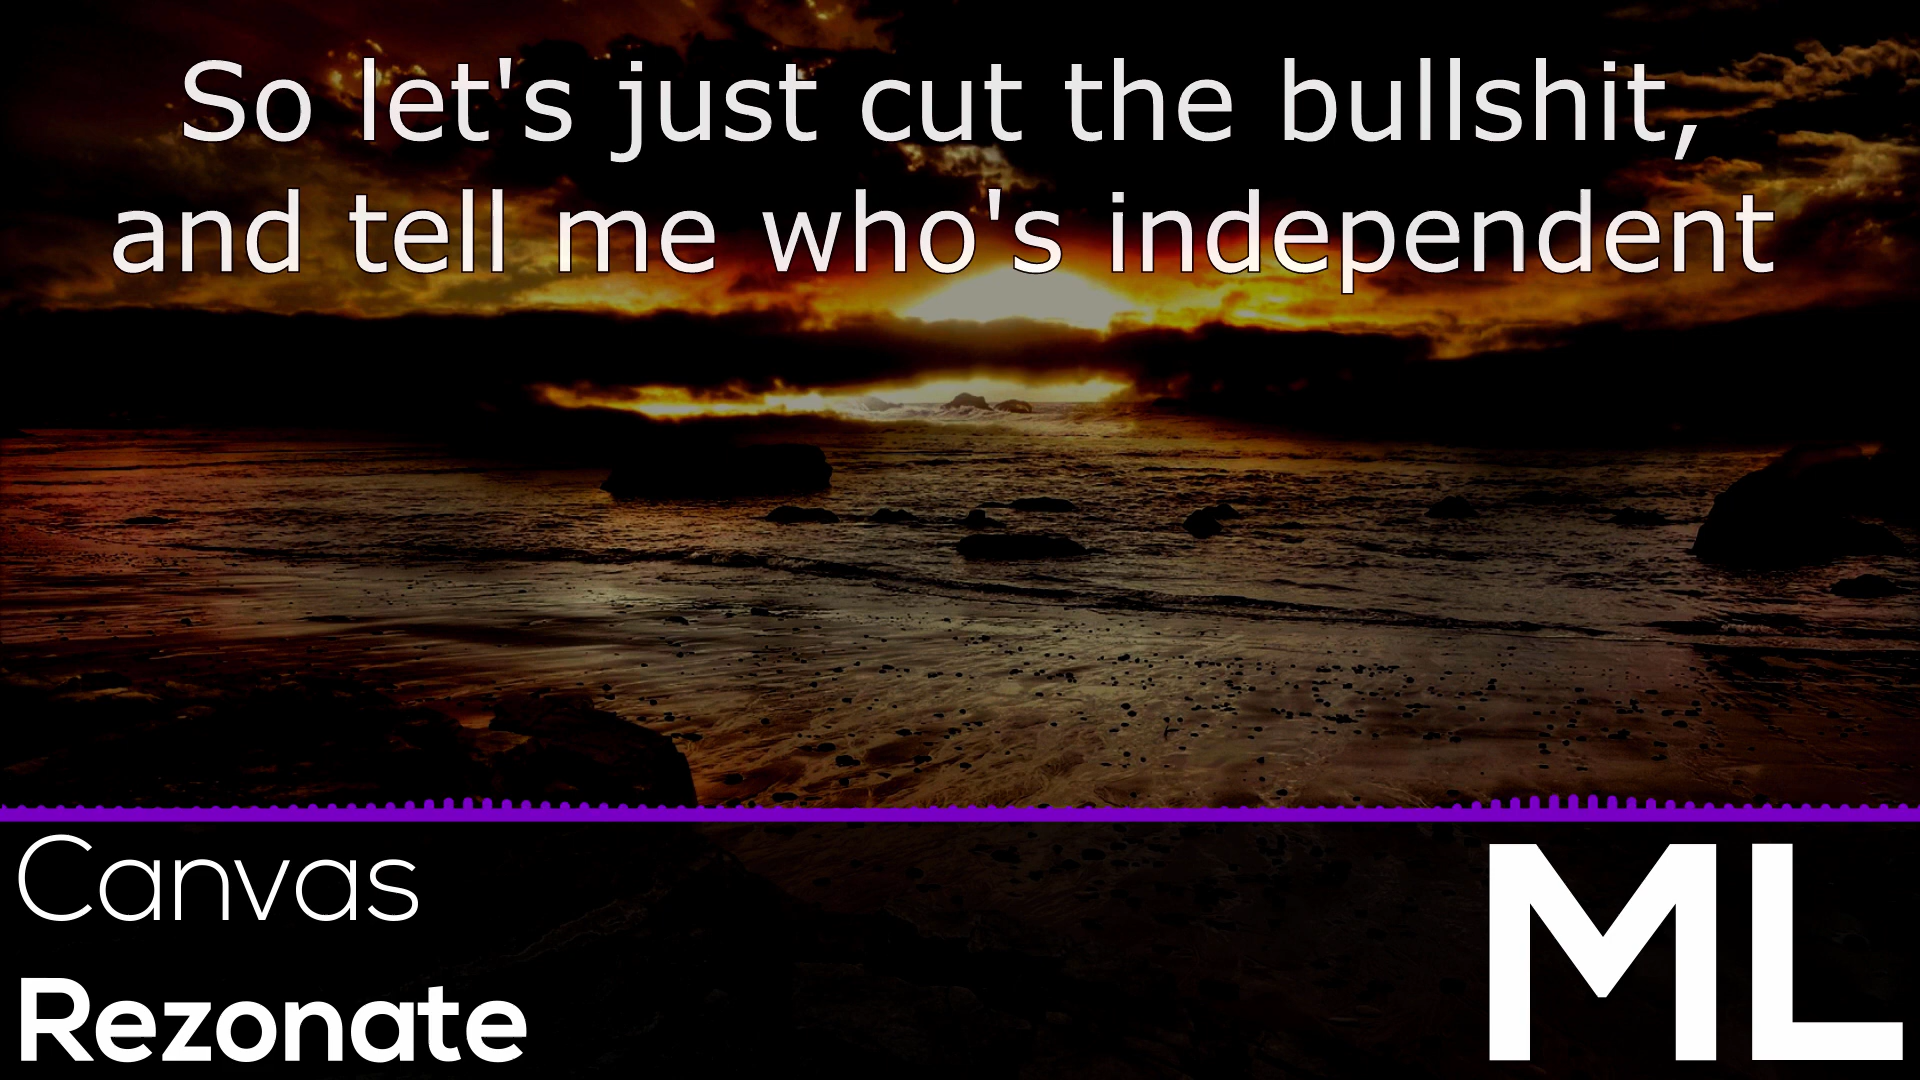 So let's just cut the bullshit,
and tell me who's independent
Canvas
Rezonate
ML